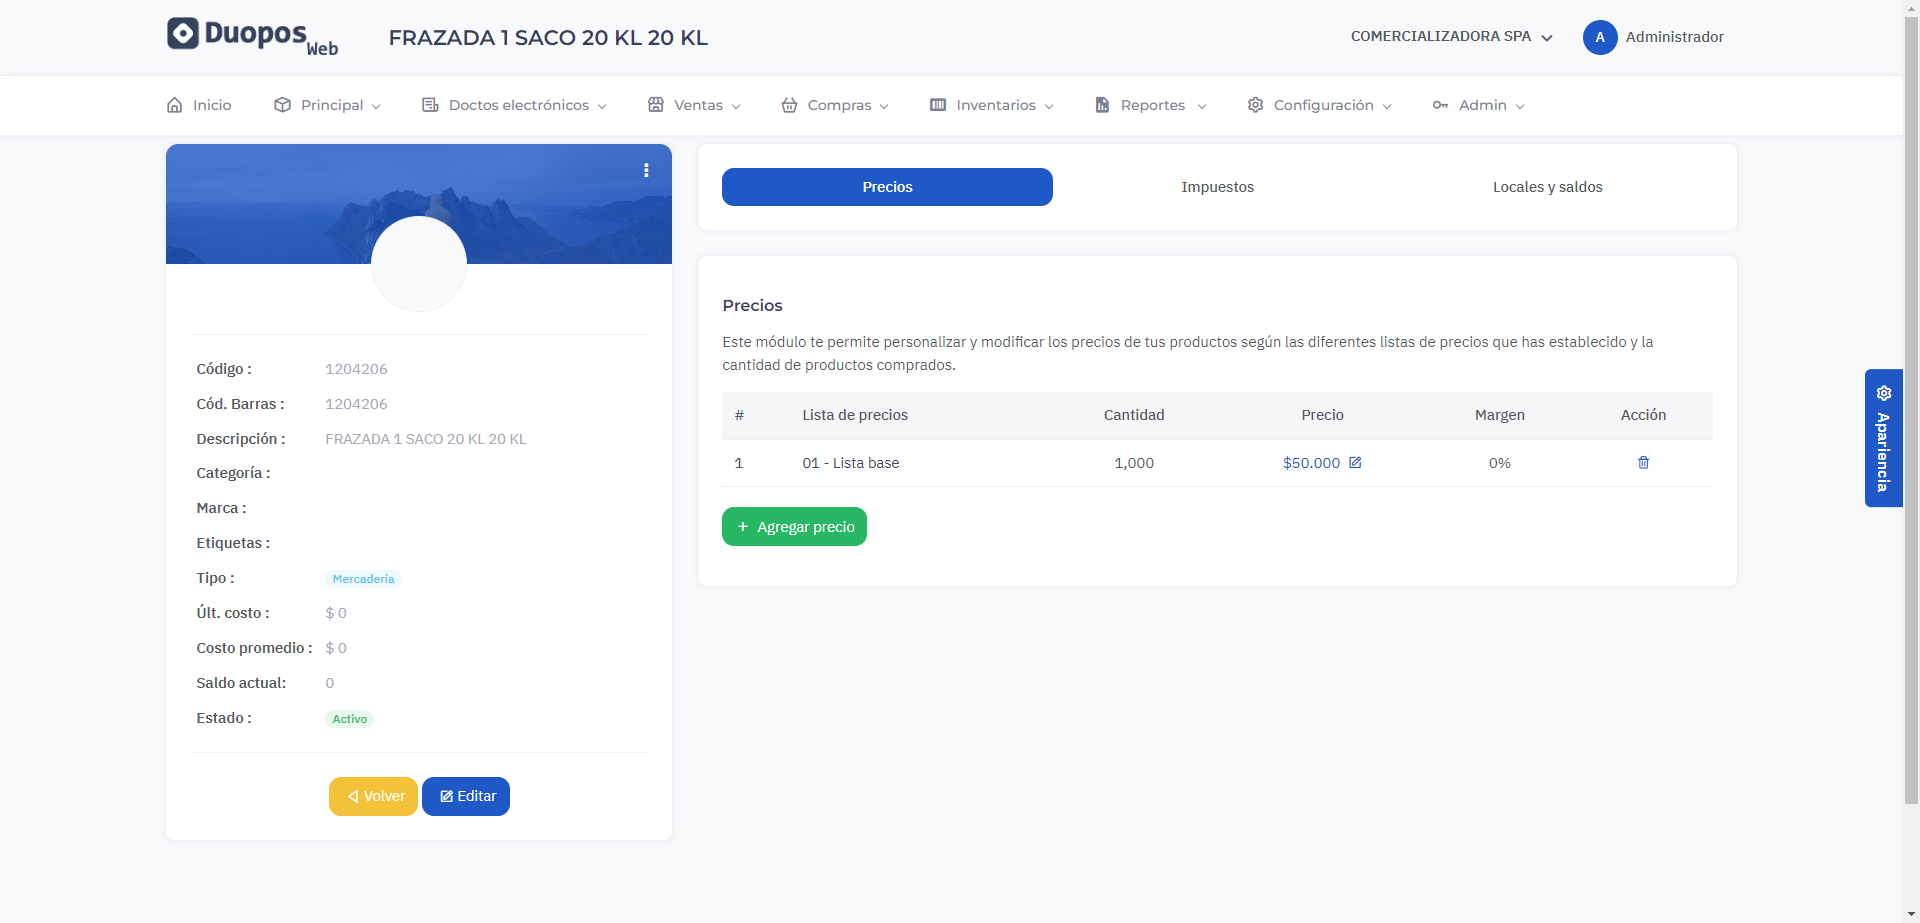 Duopos Web
FRAZADA 1 SACO 20 KL 20 KL
COMERCIALIZADORA SPA
A
Administrador
Inicio
Principal
Doctos electrónicos
Ventas
Compras
Inventarios
Reportes
Configuración
Admin
Código :
1204206
Cód. Barras :
1204206
Descripción :
FRAZADA 1 SACO 20 KL 20 KL
Categoría :
Marca :
Etiquetas :
Tipo :
Mercadería
Últ. costo :
$ 0
Costo promedio :
$ 0
Saldo actual:
0
Estado :
Activo
Volver
Editar
Precios
Impuestos
Locales y saldos
Precios
Este módulo te permite personalizar y modificar los precios de tus productos según las diferentes listas de precios que has establecido y la
cantidad de productos comprados.
# Lista de precios Cantidad Precio Margen Acción
1 01 - Lista base 1,000 $50.000 0%
+ Agregar precio
Apariencia